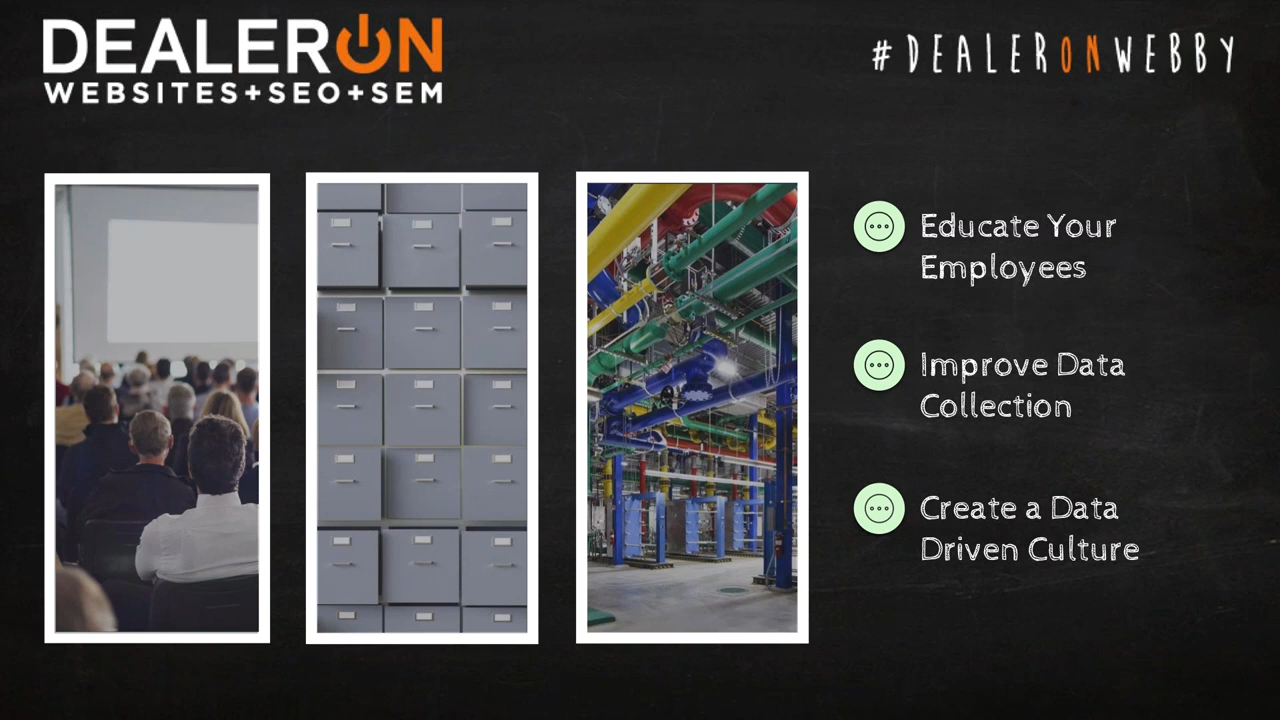 DEALERON
WEBSITES+SEO+SEM
#DEALERONWEBBY
Educate Your
Employees
Improve Data
Collection
Create a Data
Driven Culture